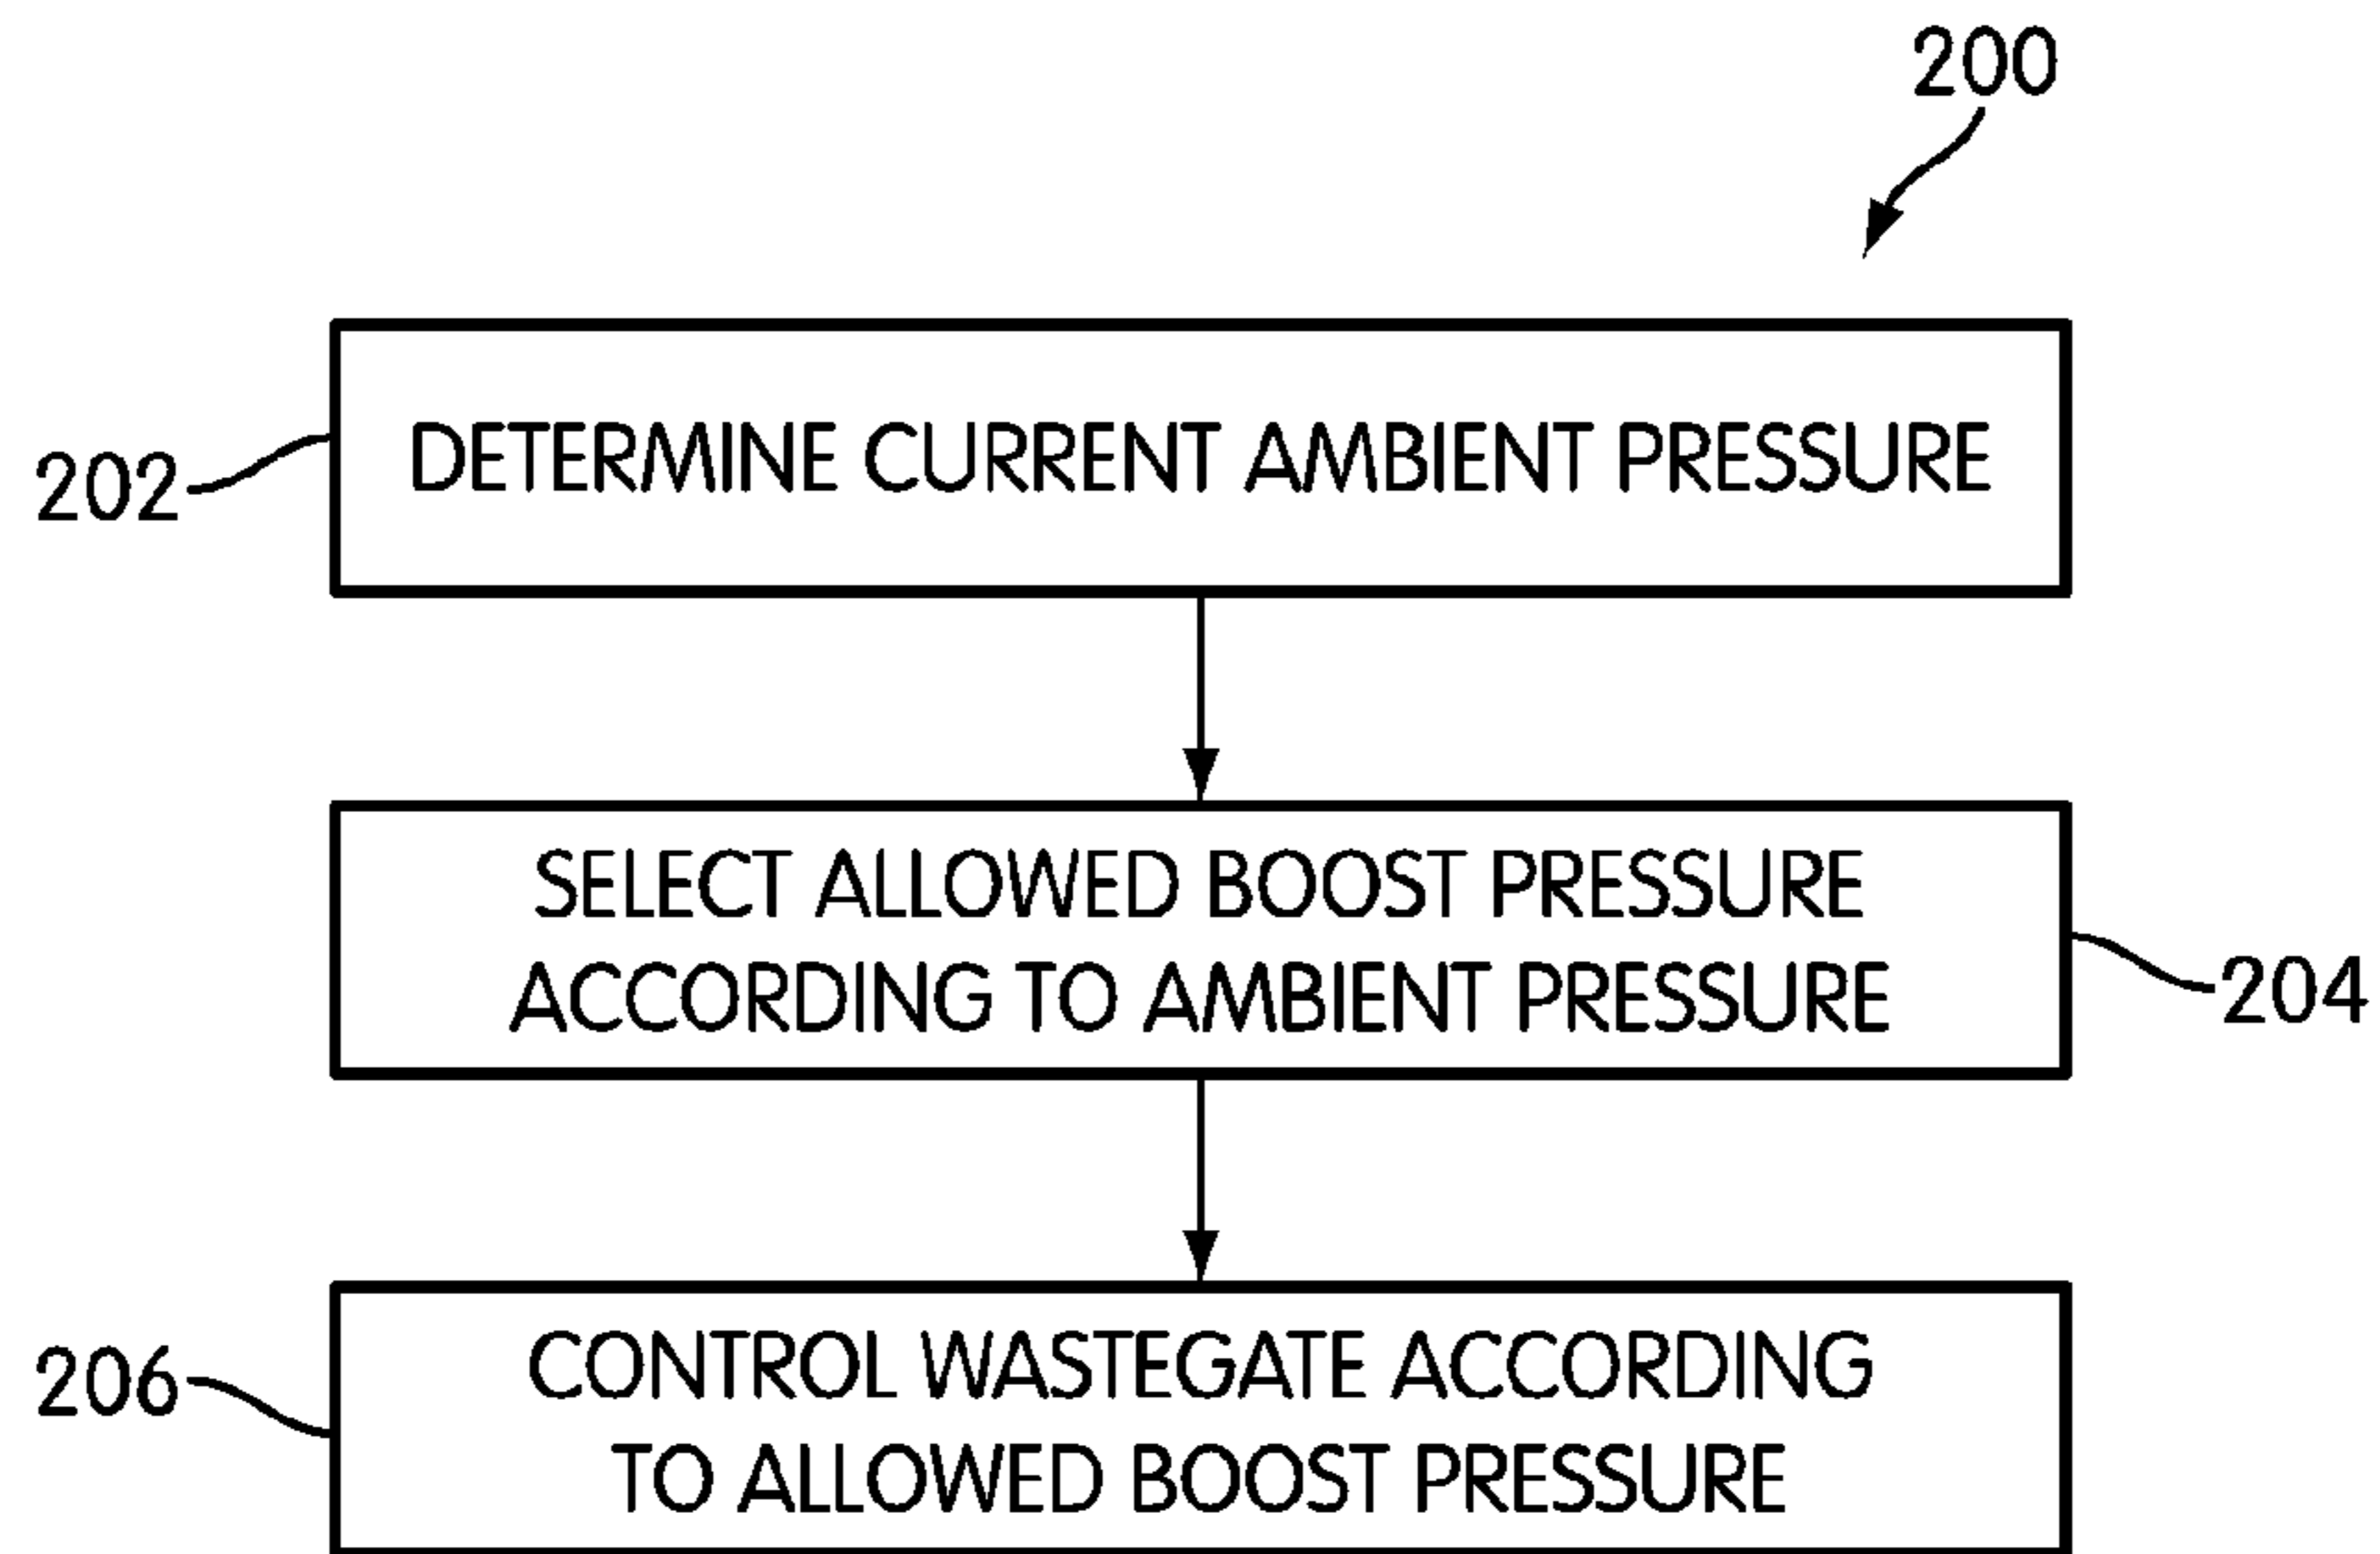 200
202
DETERMINE CURRENT AMBIENT PRESSURE
SELECT ALLOWED BOOST PRESSURE
ACCORDING TO AMBIENT PRESSURE
204
206
CONTROL WASTEGATE ACCORDING
TO ALLOWED BOOST PRESSURE